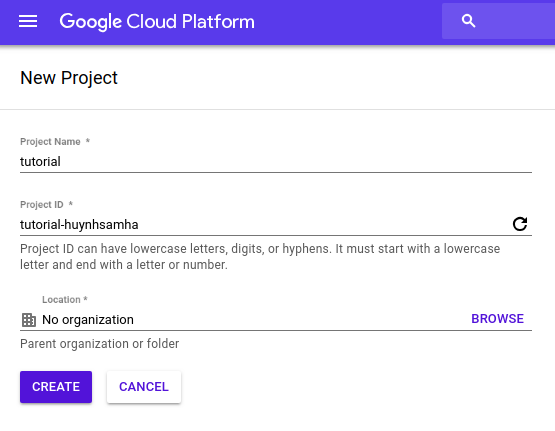 Google Cloud Platform
New Project
Project Name *
tutorial
Project ID *
tutorial-huynhsamha
Project ID can have lowercase letters, digits, or hyphens. It must start with a lowercase
letter and end with a letter or number.
Location *
No organization BROWSE
Parent organization or folder
CREATE CANCEL